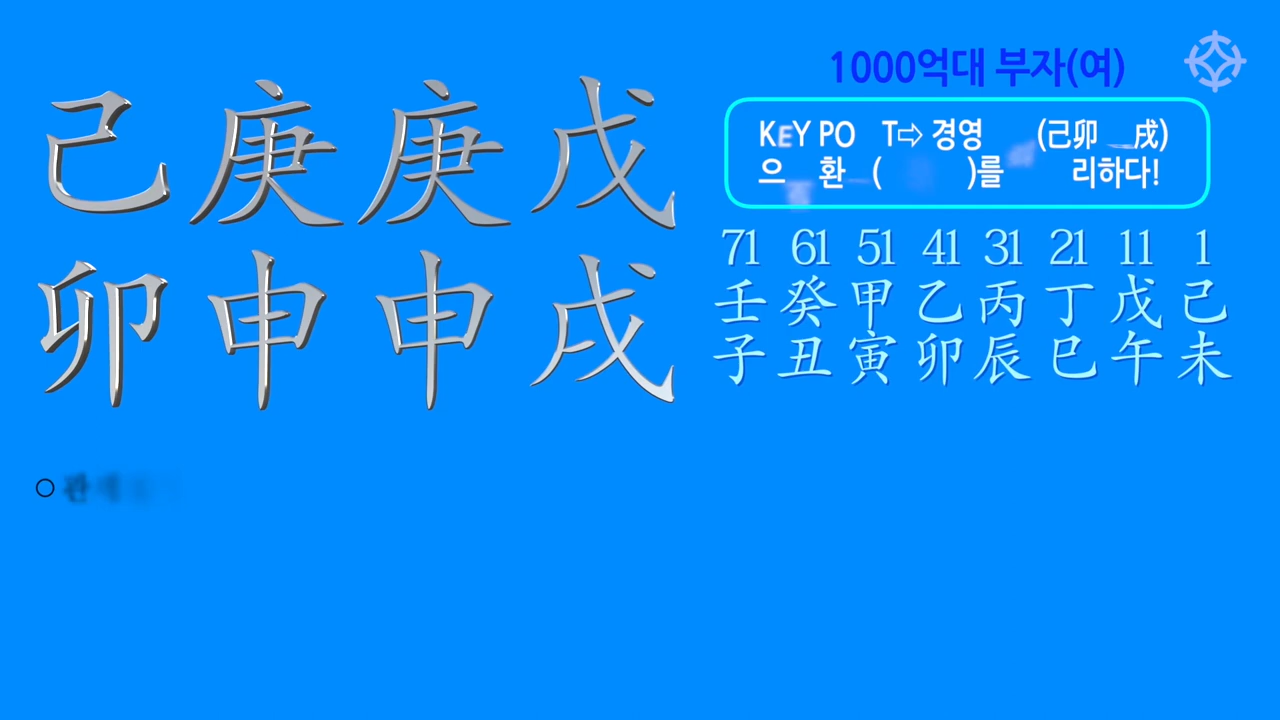 1000억대 부자(여)
己庚庚戊
卯申申戌
KEY PO T⇨ 경영 (己卯 戌)
으 환 ( )를 리하다!
71 61 51 41 31 21 11 1
壬 癸 甲 乙 丙 丁 戊 己
子 丑 寅 卯 辰 巳 午 未
○ 관